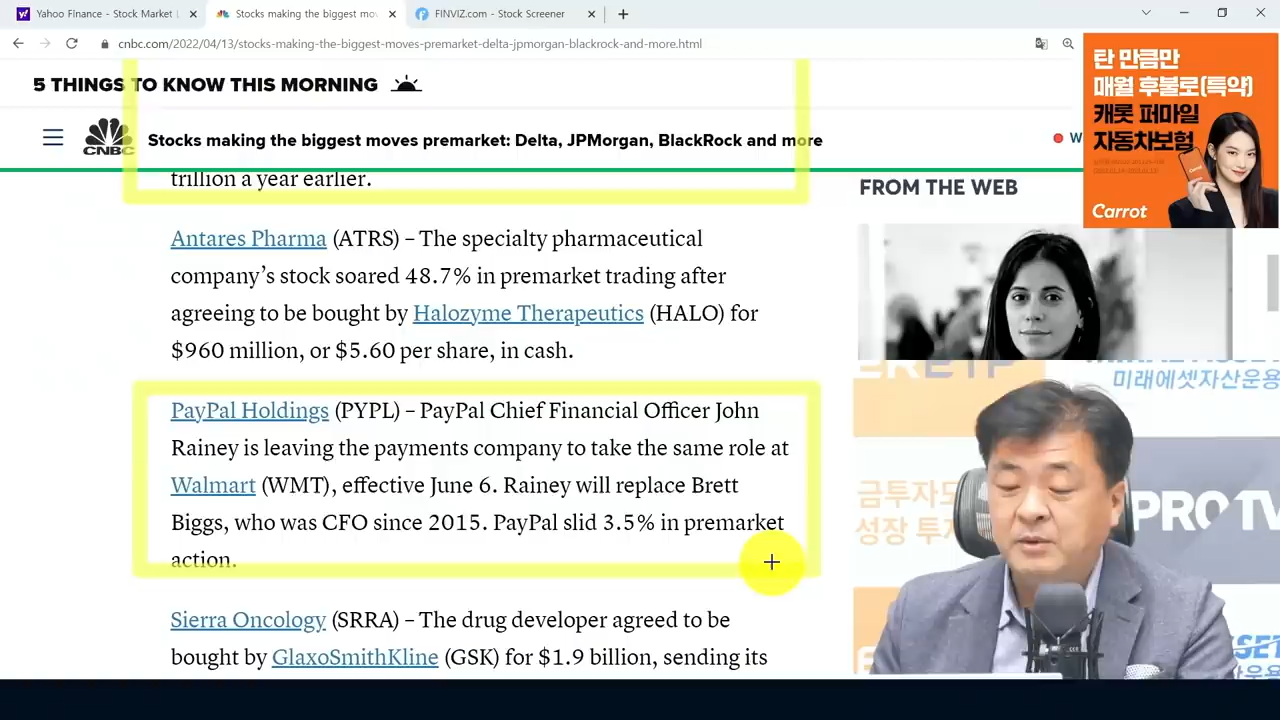 Yahoo Finance - Stock Market L
Stocks making the biggest mov
FINVIZ.com - Stock Screener
cnbc.com/2022/04/13/stocks-making-the-biggest-moves-premarket-delta-jpmorgan-blackrock-and-more.html
5 THINGS TO KNOW THIS MORNING
CNBC
Stocks making the biggest moves premarket: Delta, JPMorgan, BlackRock and more
W
trillion a year earlier.
Antares Pharma (ATRS) – The specialty pharmaceutical
company’s stock soared 48.7% in premarket trading after
agreeing to be bought by Halozyme Therapeutics (HALO) for
$960 million, or $5.60 per share, in cash.
PayPal Holdings (PYPL) – PayPal Chief Financial Officer John
Rainey is leaving the payments company to take the same role at
Walmart (WMT), effective June 6. Rainey will replace Brett
Biggs, who was CFO since 2015. PayPal slid 3.5% in premarket
action.
Sierra Oncology (SRRA) – The drug developer agreed to be
bought by GlaxoSmithKline (GSK) for $1.9 billion, sending its
FROM THE WEB
탄 만큼만
매월 후불로(특약)
캐롯 퍼마일
자동차보험
Carrot
미래에셋자산운용
성장 투자
PRO TV